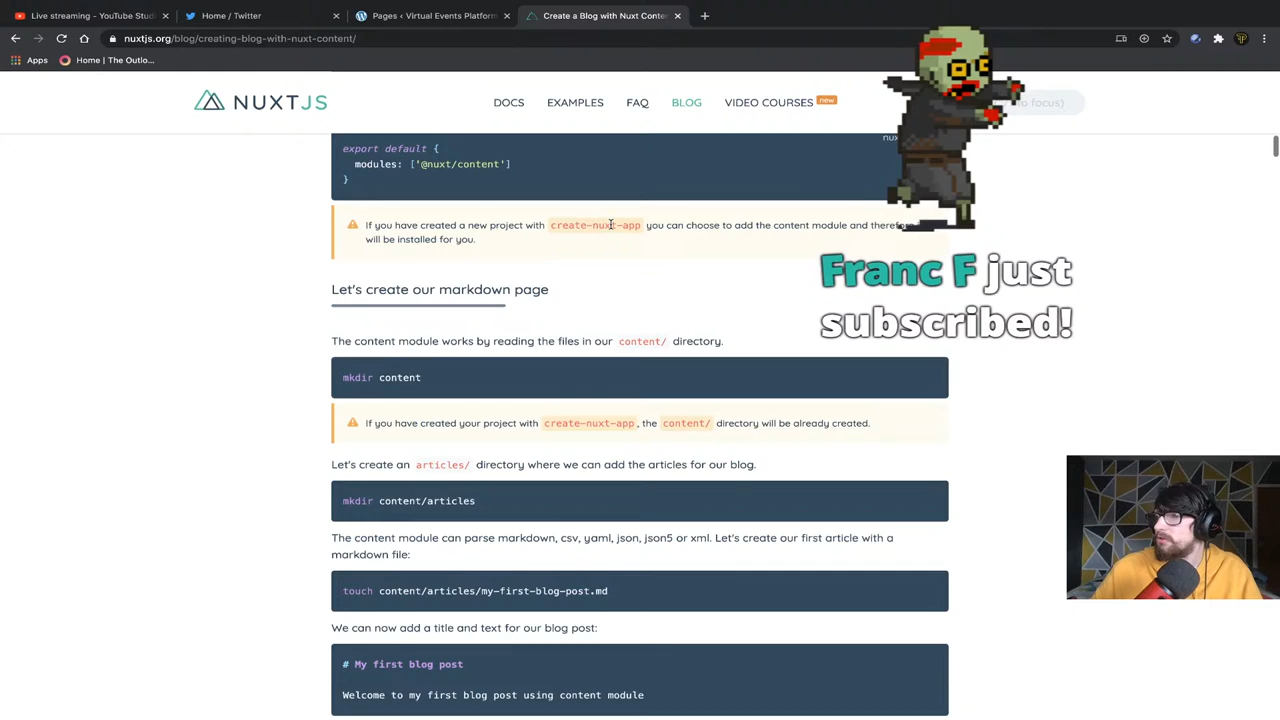 Live streaming - YouTube Studi
Home / Twitter
Pages ‹ Virtual Events Platform
Create a Blog with Nuxt Conten
nuxtjs.org/blog/creating-blog-with-nuxt-content/
Apps
Home | The Outlo...
NUXTJS
DOCS
EXAMPLES
FAQ
BLOG
VIDEO COURSES
new
to focus)
export default {
modules: ['@nuxt/content']
}
nux
If you have created a new project with create-nuxt-app you can choose to add the content module and therefore
will be installed for you.
Franc F just
subscribed!
Let's create our markdown page
The content module works by reading the files in our content/ directory.
mkdir content
If you have created your project with create-nuxt-app, the content/ directory will be already created.
Let's create an articles/ directory where we can add the articles for our blog.
mkdir content/articles
The content module can parse markdown, csv, yaml, json, json5 or xml. Let's create our first article with a
markdown file:
touch content/articles/my-first-blog-post.md
We can now add a title and text for our blog post:
# My first blog post
Welcome to my first blog post using content module